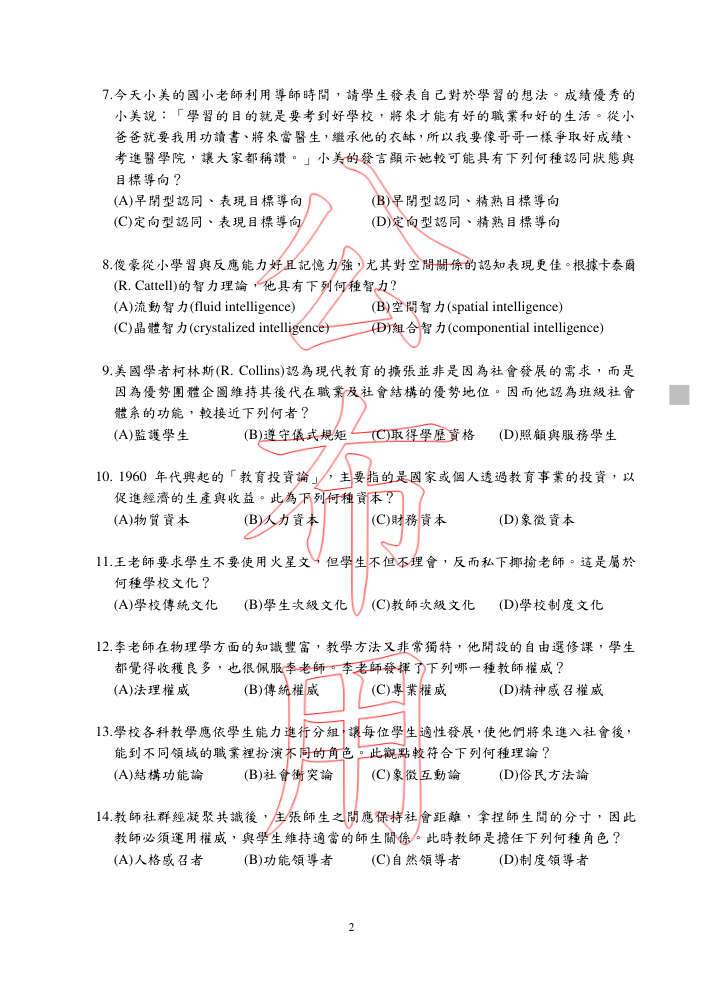 7.今天小美的國小老師利用導師時間，請學生發表自己對於學習的想法。成績優秀的
小美說：「學習的目的就是要考到好學校，將來才能有好的職業和好的生活。從小
爸爸就要我用功讀書、將來當醫生，繼承他的衣缽，所以我要像哥哥一樣爭取好成績、
考進醫學院，讓大家都稱讚。」小美的發言顯示她較可能具有下列何種認同狀態與
目標導向？
(A)早閉型認同、表現目標導向 (B)早閉型認同、精熟目標導向
(C)定向型認同、表現目標導向 (D)定向型認同、精熟目標導向
8.俊豪從小學習與反應能力好且記憶力強，尤其對空間關係的認知表現更佳。根據卡泰爾
(R. Cattell)的智力理論，他具有下列何種智力?
(A)流動智力(fluid intelligence) (B)空間智力(spatial intelligence)
(C)晶體智力(crystalized intelligence) (D)組合智力(componential intelligence)
9.美國學者柯林斯(R. Collins)認為現代教育的擴張並非是因為社會發展的需求，而是
因為優勢團體企圖維持其後代在職業及社會結構的優勢地位。因而他認為班級社會
體系的功能，較接近下列何者？
(A)監護學生 (B)遵守儀式規矩 (C)取得學歷資格 (D)照顧與服務學生
10. 1960 年代興起的「教育投資論」，主要指的是國家或個人透過教育事業的投資，以
促進經濟的生產與收益。此為下列何種資本？
(A)物質資本 (B)人力資本 (C)財務資本 (D)象徵資本
11.王老師要求學生不要使用火星文，但學生不但不理會，反而私下揶揄老師。這是屬於
何種學校文化？
(A)學校傳統文化 (B)學生次級文化 (C)教師次級文化 (D)學校制度文化
12.李老師在物理學方面的知識豐富，教學方法又非常獨特，他開設的自由選修課，學生
都覺得收穫良多，也很佩服李老師。李老師發揮了下列哪一種教師權威？
(A)法理權威 (B)傳統權威 (C)專業權威 (D)精神感召權威
13.學校各科教學應依學生能力進行分組，讓每位學生適性發展，使他們將來進入社會後，
能到不同領域的職業裡扮演不同的角色。此觀點較符合下列何種理論？
(A)結構功能論 (B)社會衝突論 (C)象徵互動論 (D)俗民方法論
14.教師社群經凝聚共識後，主張師生之間應保持社會距離，拿捏師生間的分寸，因此
教師必須運用權威，與學生維持適當的師生關係。此時教師是擔任下列何種角色？
(A)人格感召者 (B)功能領導者 (C)自然領導者 (D)制度領導者
公布用
2